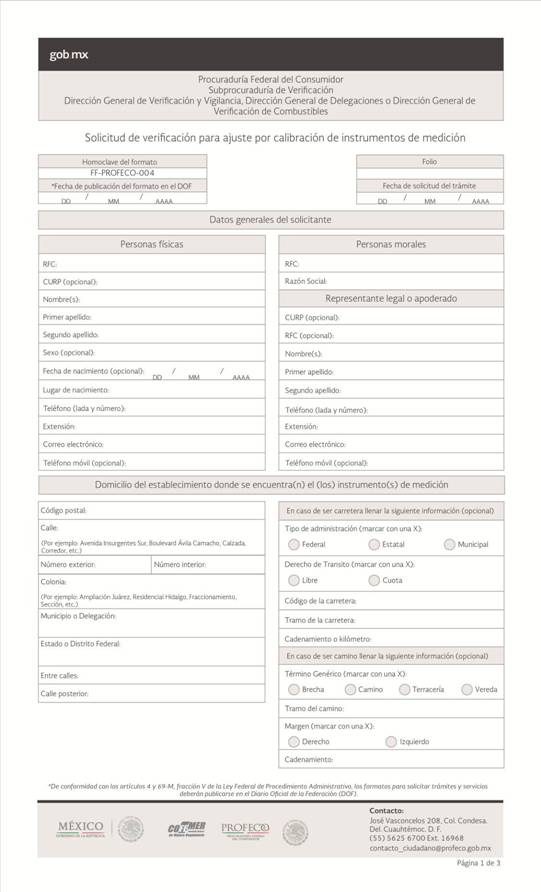 gob mx
Procuraduría Federal del Consumidor
Subprocuraduría de Verificación
Dirección General de Verificación y Vigilancia, Dirección General de Delegaciones o Dirección General de
Verificación de Combustibles
Solicitud de verificación para ajuste por calibración de instrumentos de medición
Homoclave del formato
FF-PROFECO-004
*Fecha de publicación del formato en el DOF
DD / MM / AAAA
Folio
Fecha de solicitud del trámite
DD / MM / AAAA
Datos generales del solicitante
Personas físicas
RFC:
CURP (opcional):
Nombre(s):
Primer apellido:
Segundo apellido:
Sexo (opcional):
Fecha de nacimiento (opcional): DD / MM / AAAA
Lugar de nacimiento:
Teléfono (lada y número):
Extensión:
Correo electrónico:
Teléfono móvil (opcional):
Personas morales
RFC:
Razón Social:
Representante legal o apoderado
CURP (opcional):
RFC (opcional):
Nombre(s):
Primer apellido:
Segundo apellido:
Teléfono (lada y número):
Extensión:
Correo electrónico:
Teléfono móvil (opcional):
Domicilio del establecimiento donde se encuentra(n) el (los) instrumento(s) de medición
Código postal:
Calle:
(Por ejemplo: Avenida Insurgentes Sur, Boulevard Ávila Camacho, Calzada,
Corredor, etc.)
Número exterior: Número interior:
Colonia:
(Por ejemplo: Ampliación Juárez, Residencial Hidalgo, Fraccionamiento,
Sección, etc.)
Municipio o Delegación:
Estado o Distrito Federal:
Entre calles:
Calle posterior:
En caso de ser carretera llenar la siguiente información (opcional)
Tipo de administración (marcar con una X):
Federal Estatal Municipal
Derecho de Transito (marcar con una X):
Libre Cuota
Código de la carretera:
Tramo de la carretera:
Cadenamiento o kilómetro:
En caso de ser camino llenar la siguiente información (opcional)
Término Genérico (marcar con una X):
Brecha Camino Terracería Vereda
Tramo del camino:
Margen (marcar con una X):
Derecho Izquierdo
Cadenamiento:
*De conformidad con los artículos 4 y 69-M, fracción V de la Ley Federal de Procedimiento Administrativo, los formatos para solicitar trámites y servicios
deberán publicarse en el Diario Oficial de la Federación (DOF).
MÉXICO
GOBIERNO DE LA REPÚBLICA
COFEMER
PROFECO
Contacto:
José Vasconcelos 208, Col. Condesa.
Del. Cuauhtémoc. D. F.
(55) 5625 6700 Ext. 16968
contacto_ciudadano@profeco.gob.mx
Página 1 de 3